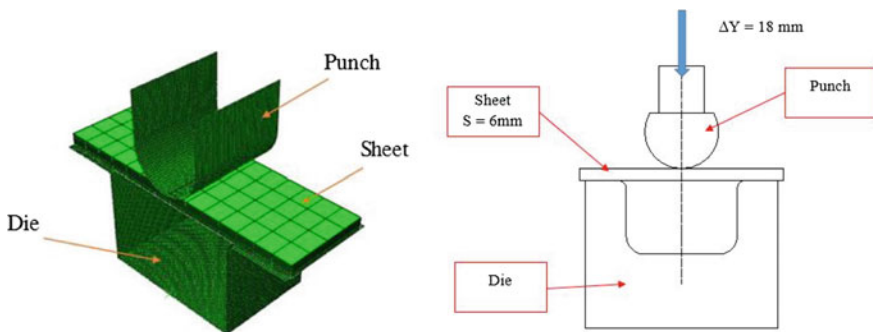 Punch
Sheet
Die
ΔY = 18 mm
Sheet
S = 6mm
Punch
Die